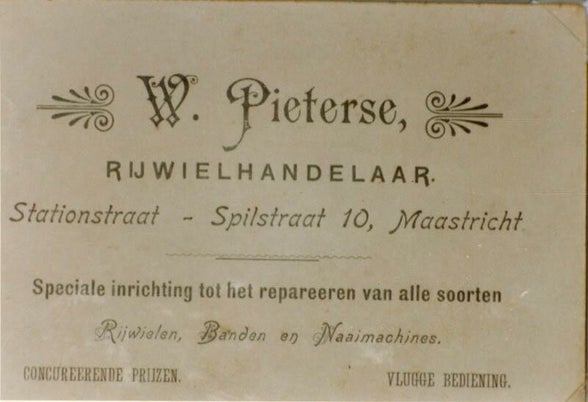 W. Pieterse,
RIJWIELHANDELAAR.
Stationstraat - Spilstraat 10, Maastricht
Speciale inrichting tot het repareeren van alle soorten
Rijwielen, Banden en Naaimachines.
CONCUREERENDE PRIJZEN. VLUGGE BEDIENING.